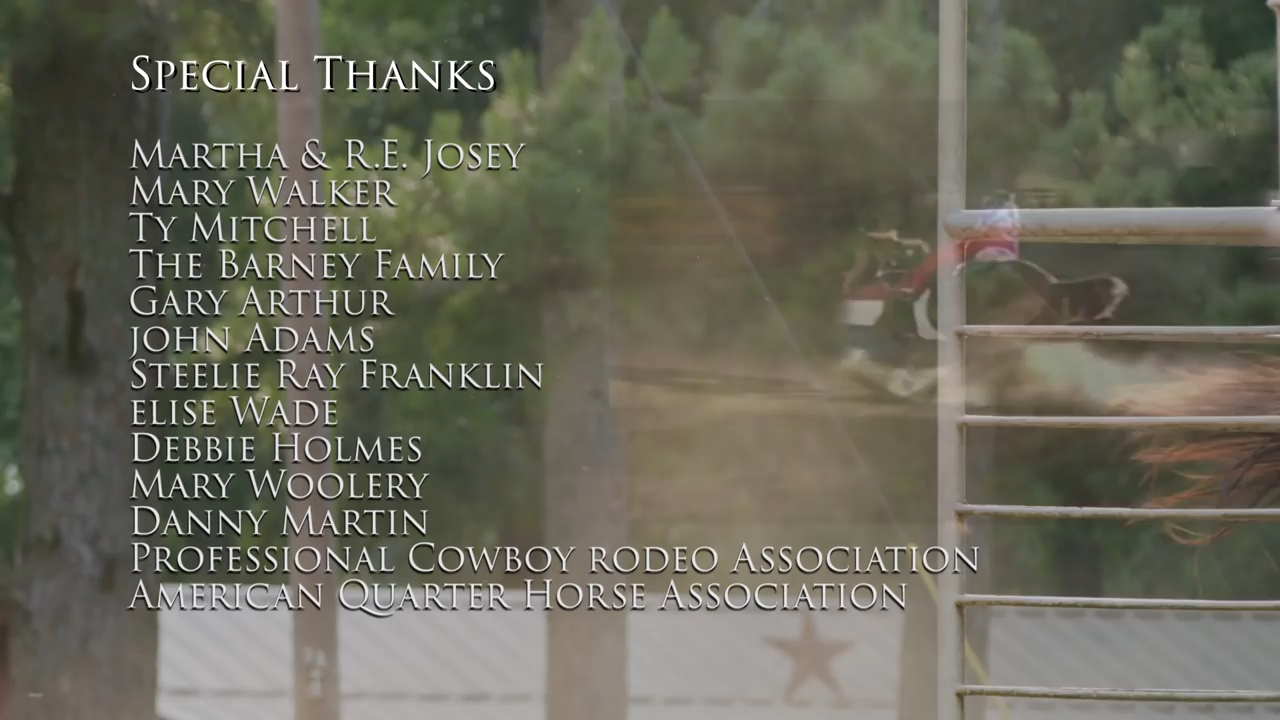 Special Thanks
Martha & R.E. Josey
Mary Walker
Ty Mitchell
The Barney Family
Gary Arthur
john Adams
Steelie Ray Franklin
elise Wade
Debbie Holmes
Mary Woolery
Danny Martin
Professional Cowboy rodeo Association
American Quarter Horse Association